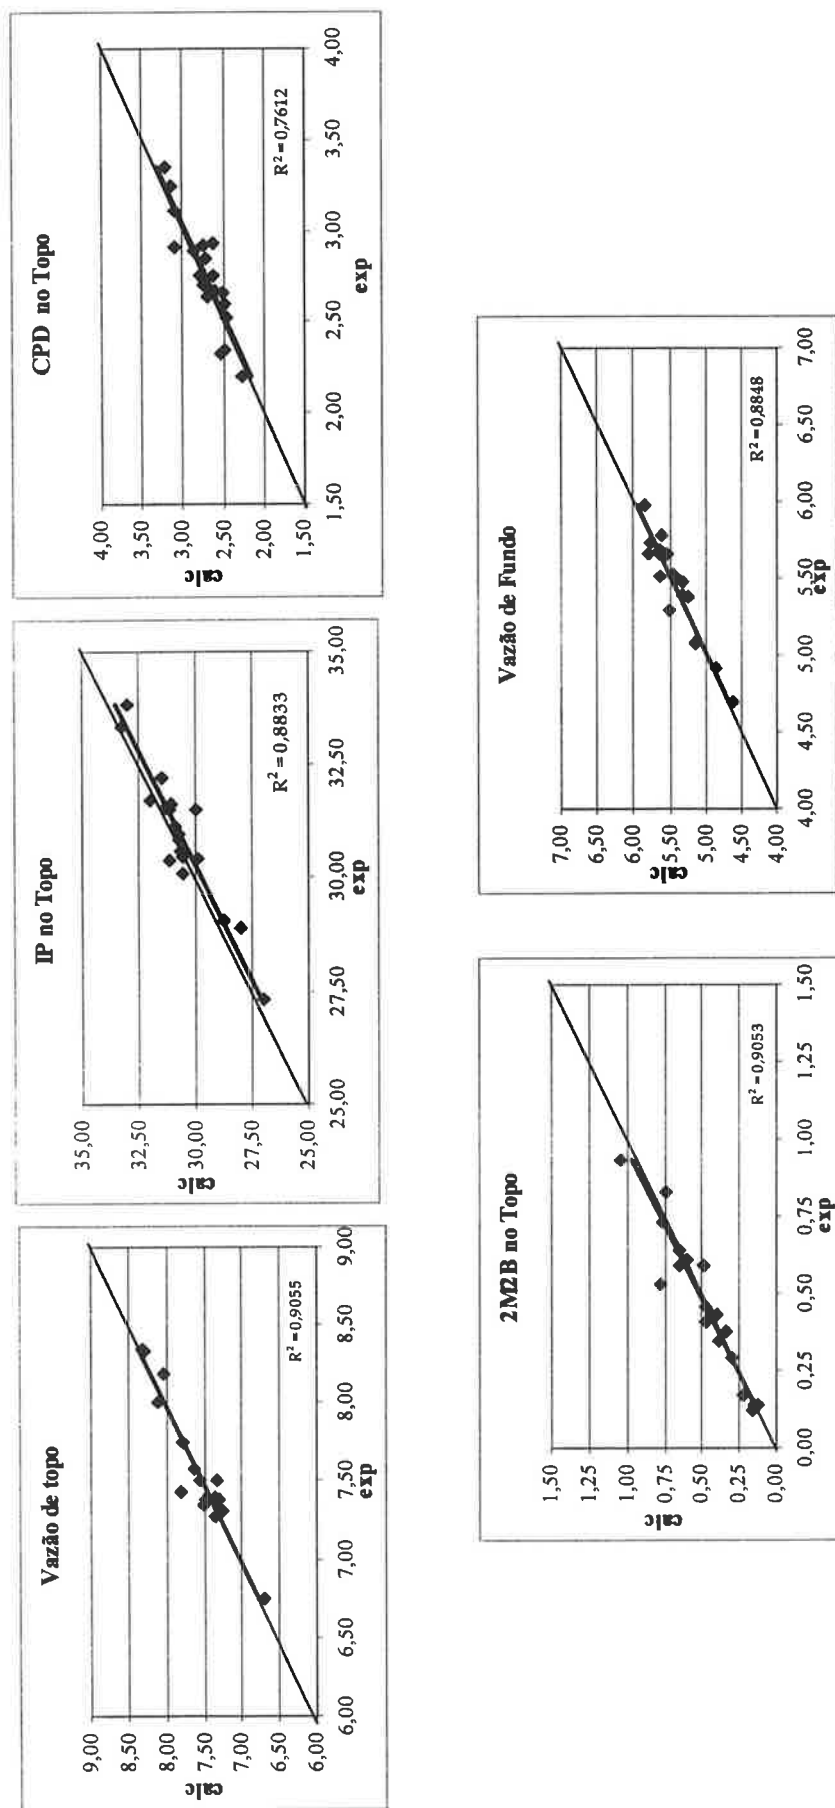 Vazão de topo
9,00
8,50
8,00
7,50
7,00
6,50
6,00
calc
R² = 0,9055
6,00 6,50 7,00 7,50 8,00 8,50 9,00
exp
IP no Topo
35,00
32,50
30,00
27,50
25,00
calc
R² = 0,8833
25,00 27,50 30,00 32,50 35,00
exp
CPD no Topo
4,00
3,50
3,00
2,50
2,00
1,50
calc
R² = 0,7612
1,50 2,00 2,50 3,00 3,50 4,00
exp
2M2B no Topo
1,50
1,25
1,00
0,75
0,50
0,25
0,00
calc
R² = 0,9053
0,00 0,25 0,50 0,75 1,00 1,25 1,50
exp
Vazão de Fundo
7,00
6,50
6,00
5,50
5,00
4,50
4,00
calc
R² = 0,8848
4,00 4,50 5,00 5,50 6,00 6,50 7,00
exp